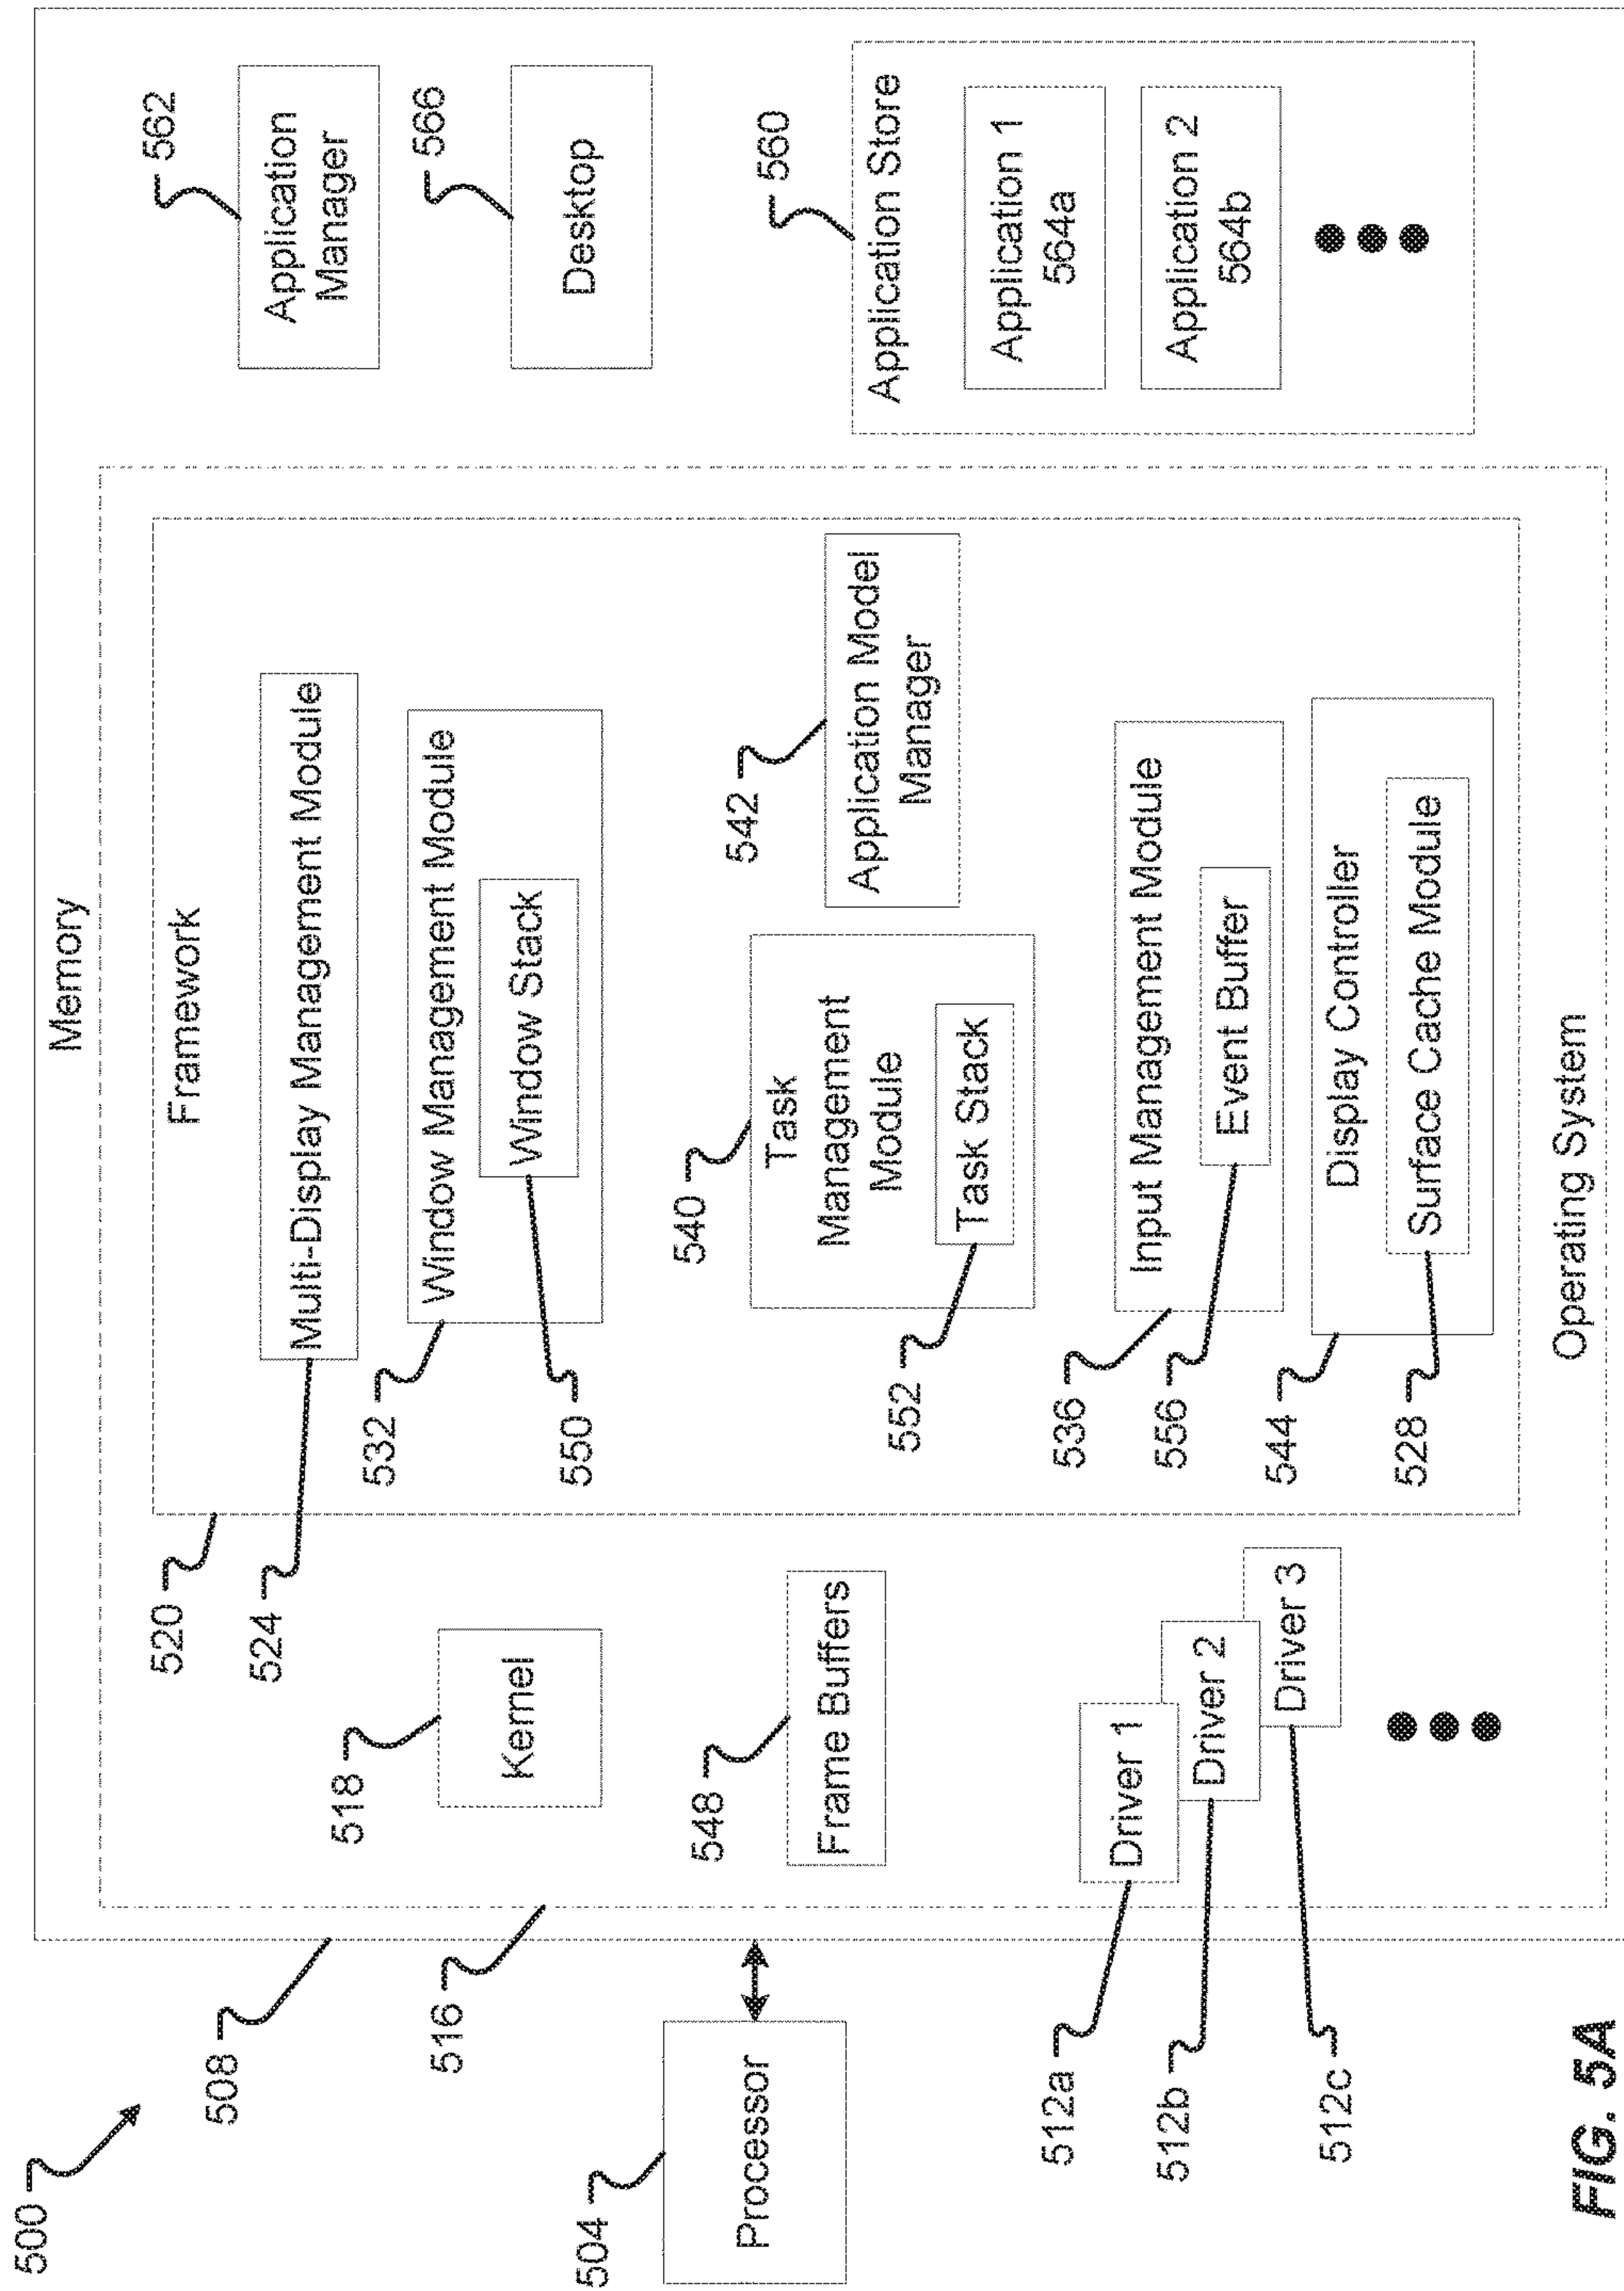 500
504
Processor
508
Memory
516
Operating System
518
Kernel
548
Frame Buffers
512a
Driver 1
512b
Driver 2
512c
Driver 3
520
Framework
524
Multi-Display Management Module
532
Window Management Module
550
Window Stack
540
Task
Management
Module
552
Task Stack
542
Application Model
Manager
536
Input Management Module
556
Event Buffer
544
Display Controller
528
Surface Cache Module
562
Application
Manager
566
Desktop
560
Application Store
Application 1
564a
Application 2
564b
FIG. 5A